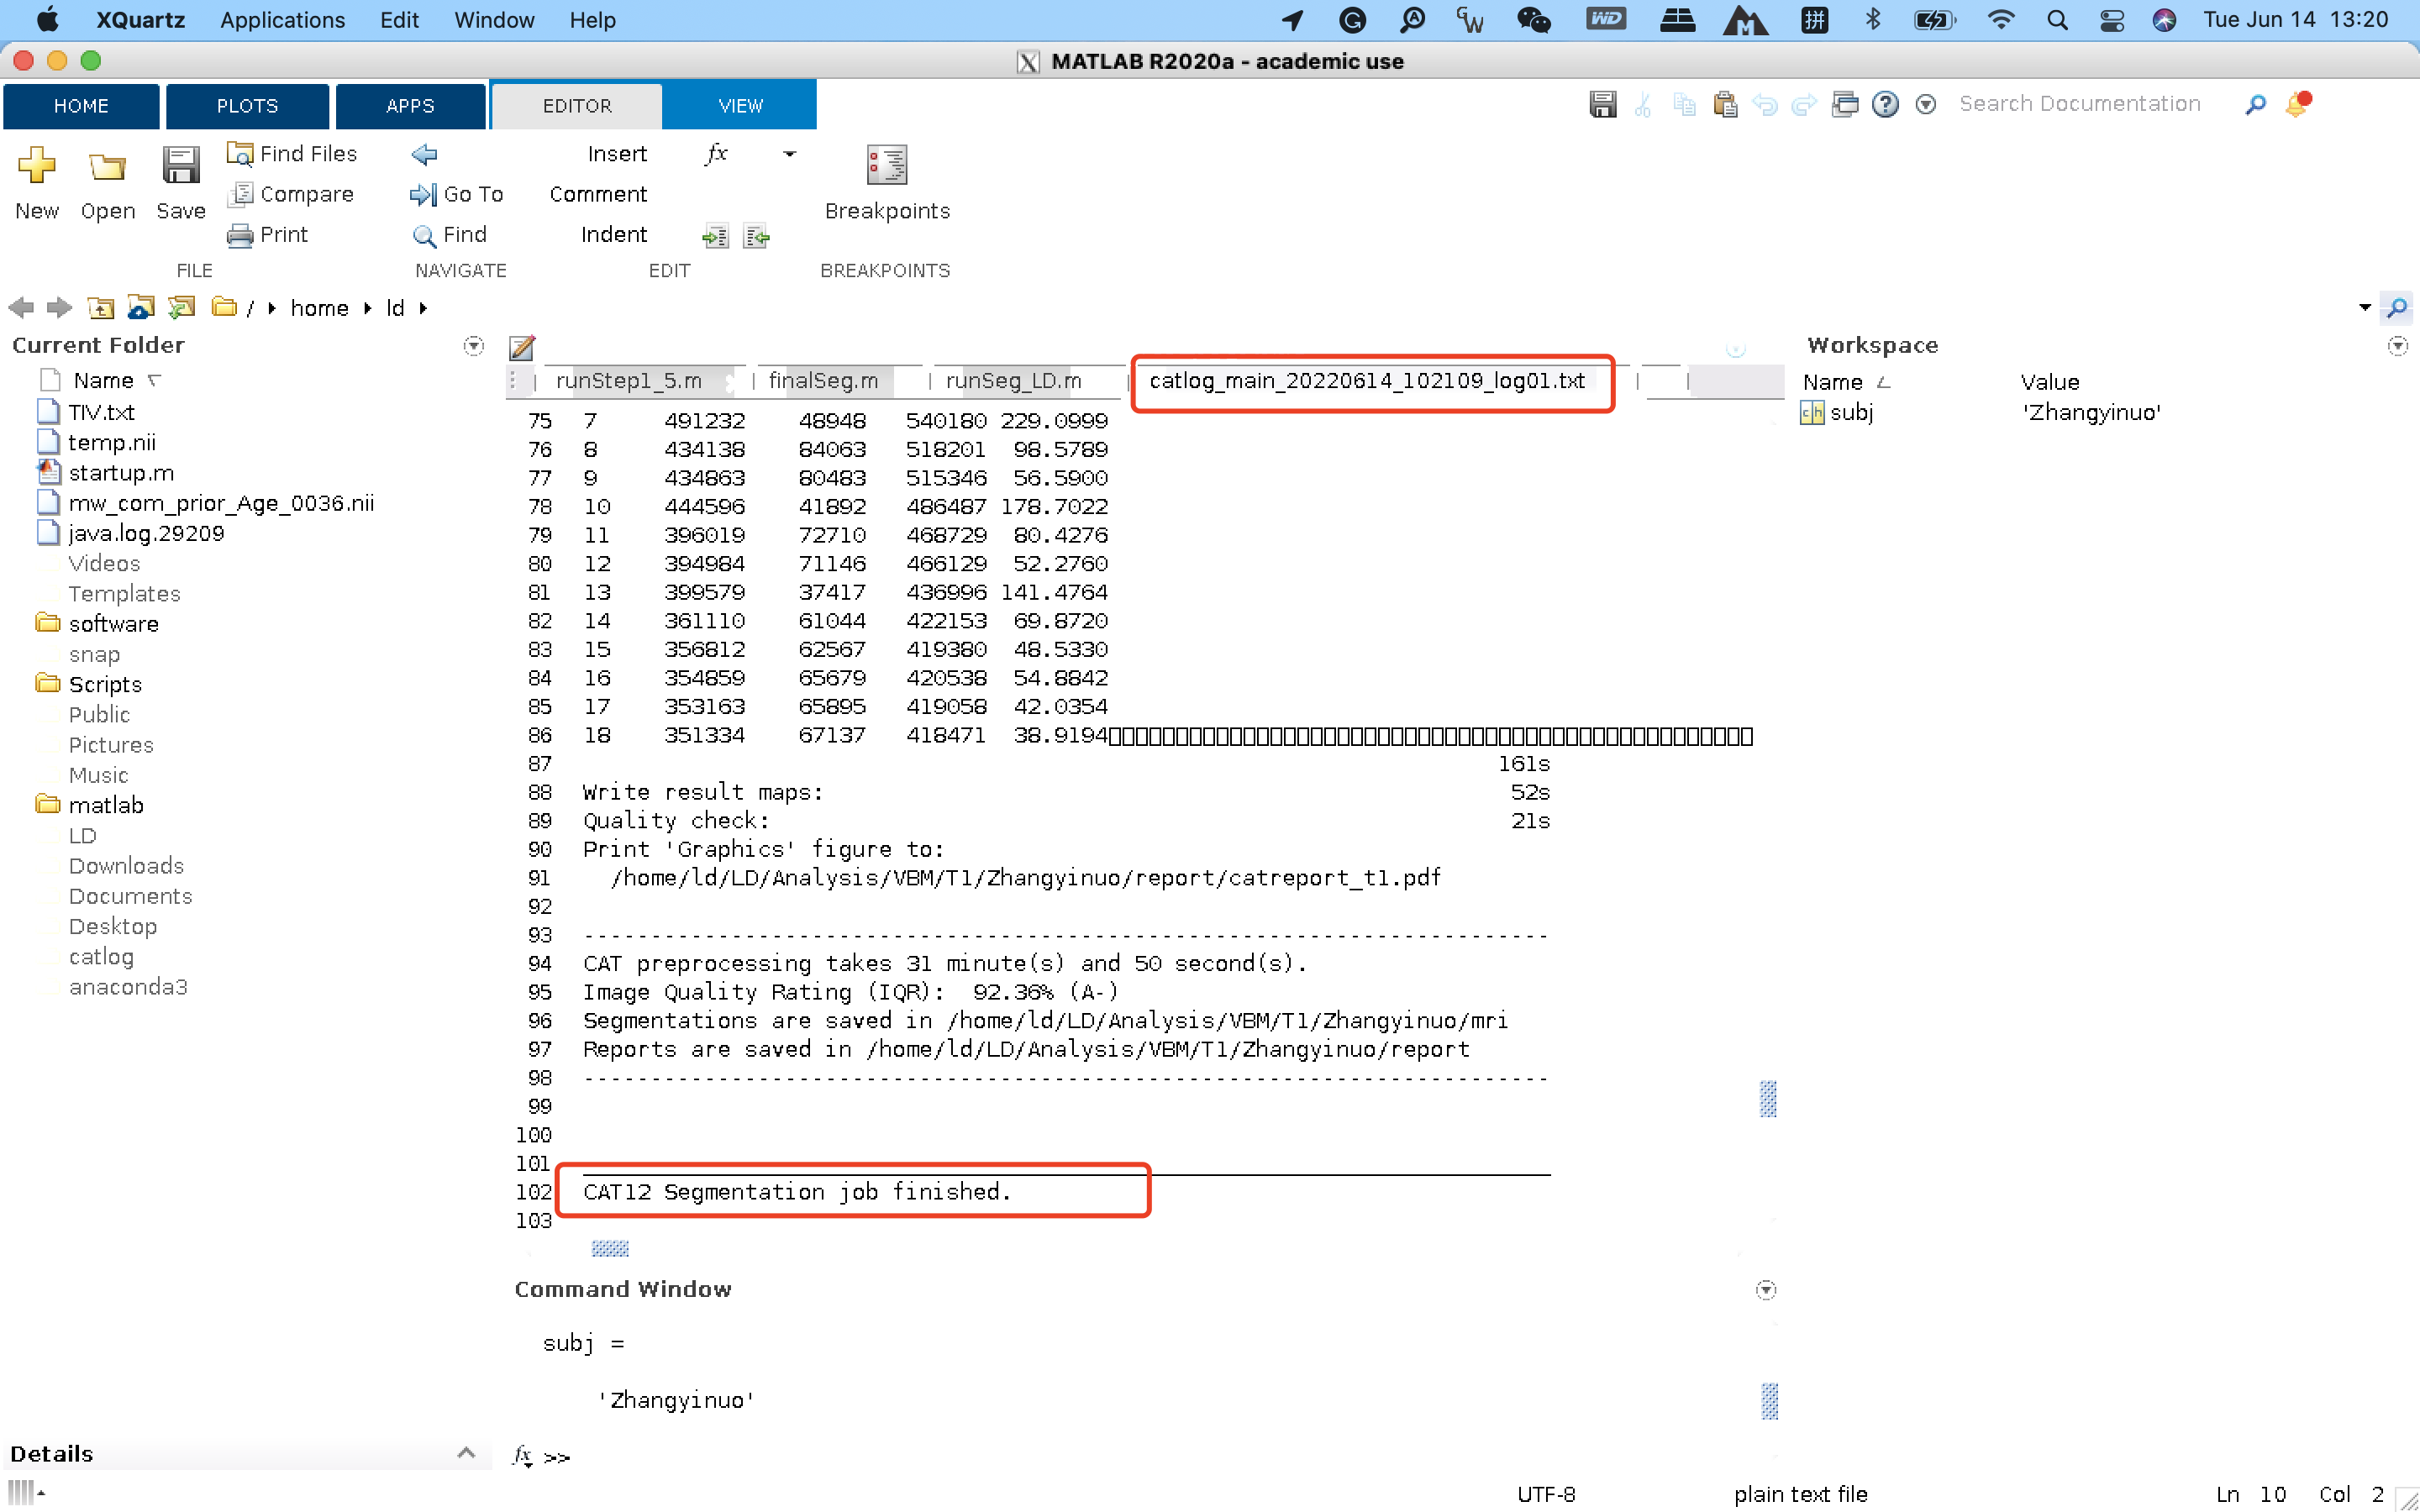 XQuartz Applications Edit Window Help Tue Jun 14 13:20
MATLAB R2020a - academic use
HOME PLOTS APPS EDITOR VIEW Search Documentation
New Open Save Find Files Compare Print
Go To Find
Insert Comment Indent
Breakpoints
FILE NAVIGATE EDIT BREAKPOINTS
/ home ld
Current Folder
Name
TIV.txt
temp.nii
startup.m
mw_com_prior_Age_0036.nii
java.log.29209
Videos
Templates
software
snap
Scripts
Public
Pictures
Music
matlab
LD
Downloads
Documents
Desktop
catlog
anaconda3
Details
runStep1_5.m finalSeg.m runSeg_LD.m catlog_main_20220614_102109_log01.txt
75 7 491232 48948 540180 229.0999
76 8 434138 84063 518201 98.5789
77 9 434863 80483 515346 56.5900
78 10 444596 41892 486487 178.7022
79 11 396019 72710 468729 80.4276
80 12 394984 71146 466129 52.2760
81 13 399579 37417 436996 141.4764
82 14 361110 61044 422153 69.8720
83 15 356812 62567 419380 48.5330
84 16 354859 65679 420538 54.8842
85 17 353163 65895 419058 42.0354
86 18 351334 67137 418471 38.9194
87 161s
88 Write result maps: 52s
89 Quality check: 21s
90 Print 'Graphics' figure to:
91 /home/ld/LD/Analysis/VBM/T1/Zhangyinuo/report/catreport_t1.pdf
92
93 ------------------------------------------------------------------------
94 CAT preprocessing takes 31 minute(s) and 50 second(s).
95 Image Quality Rating (IQR): 92.36% (A-)
96 Segmentations are saved in /home/ld/LD/Analysis/VBM/T1/Zhangyinuo/mri
97 Reports are saved in /home/ld/LD/Analysis/VBM/T1/Zhangyinuo/report
98 ------------------------------------------------------------------------
99
100
101
102 CAT12 Segmentation job finished.
103
Command Window
subj =
'Zhangyinuo'
fx >>
Workspace
Name Value
subj 'Zhangyinuo'
UTF-8 plain text file Ln 10 Col 2